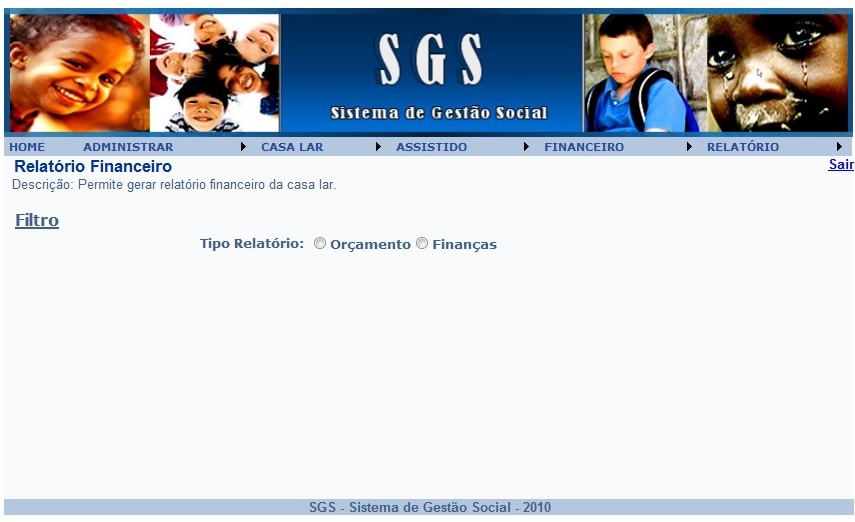 SGS
Sistema de Gestão Social
HOME ADMINISTRAR CASA LAR ASSISTIDO FINANCEIRO RELATÓRIO
Relatório Financeiro Sair
Descrição: Permite gerar relatório financeiro da casa lar.
Filtro
Tipo Relatório: Orçamento Finanças
SGS - Sistema de Gestão Social - 2010